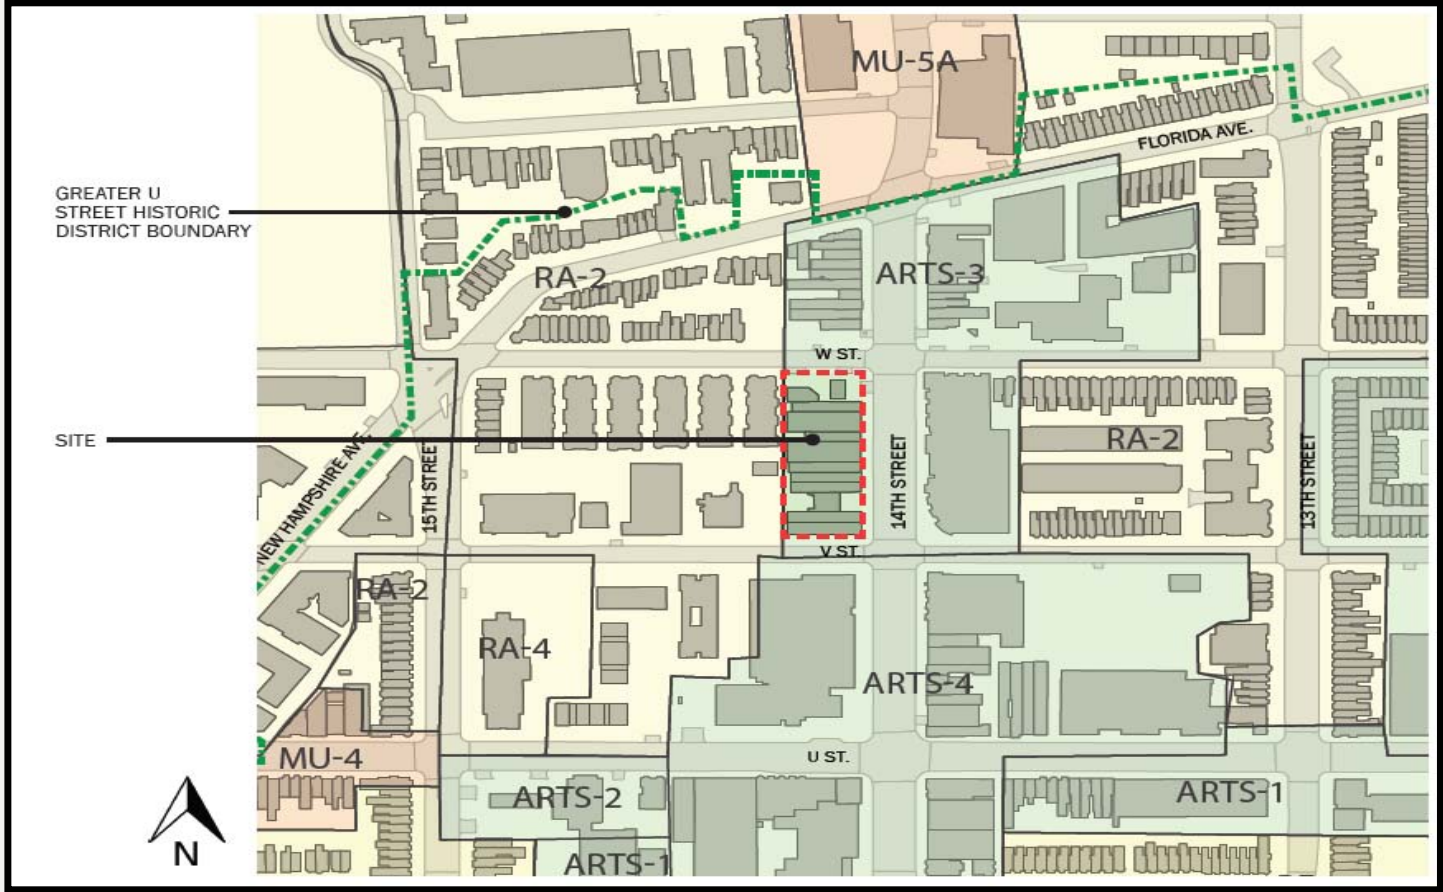 MU-5A
FLORIDA AVE.
GREATER U
STREET HISTORIC
DISTRICT BOUNDARY
RA-2
ARTS-3
W ST.
SITE
NEW HAMPSHIRE AVE.
15TH STREET
14TH STREET
RA-2
13TH STREET
V ST.
RA-2
RA-4
ARTS-4
MU-4
U ST.
ARTS-2
ARTS-1
ARTS-1
N